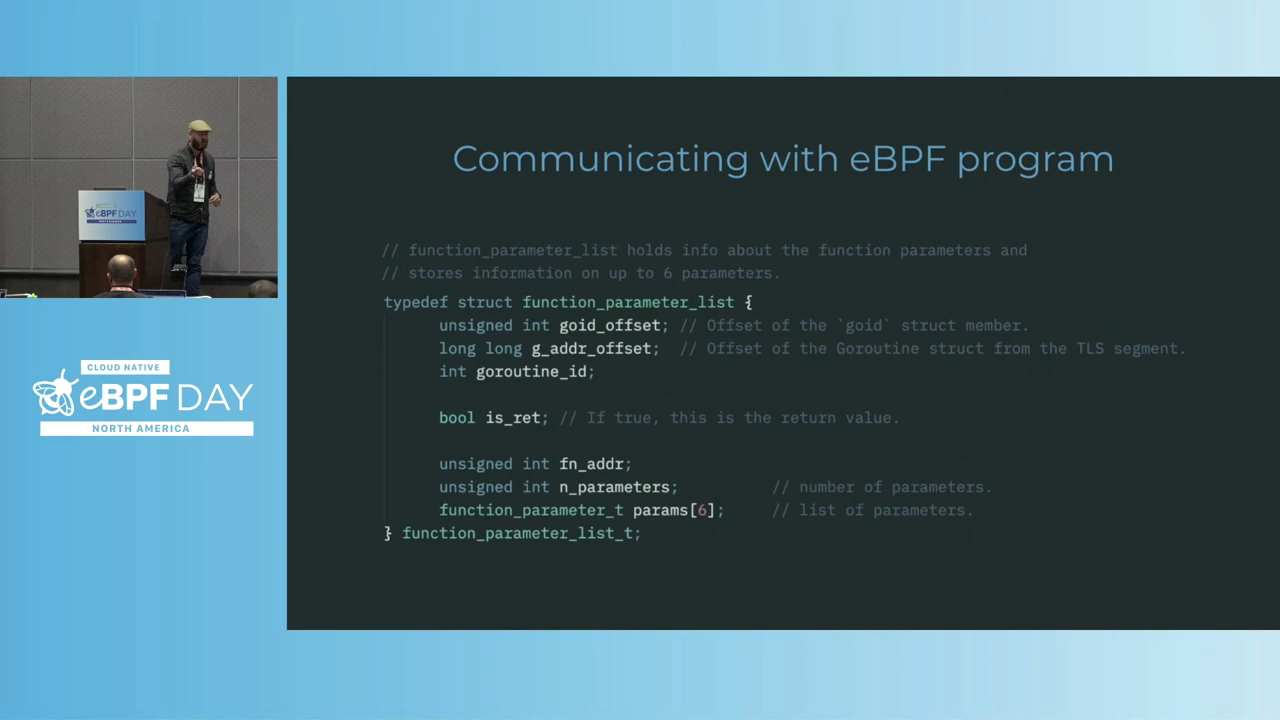 Communicating with eBPF program
// function_parameter_list holds info about the function parameters and
// stores information on up to 6 parameters.
typedef struct function_parameter_list {
unsigned int goid_offset; // Offset of the `goid` struct member.
long long g_addr_offset; // Offset of the Goroutine struct from the TLS segment.
int goroutine_id;
bool is_ret; // If true, this is the return value.
unsigned int fn_addr;
unsigned int n_parameters; // number of parameters.
function_parameter_t params[6]; // list of parameters.
} function_parameter_list_t;
eBPF DAY
CLOUD NATIVE
eBPF DAY
NORTH AMERICA